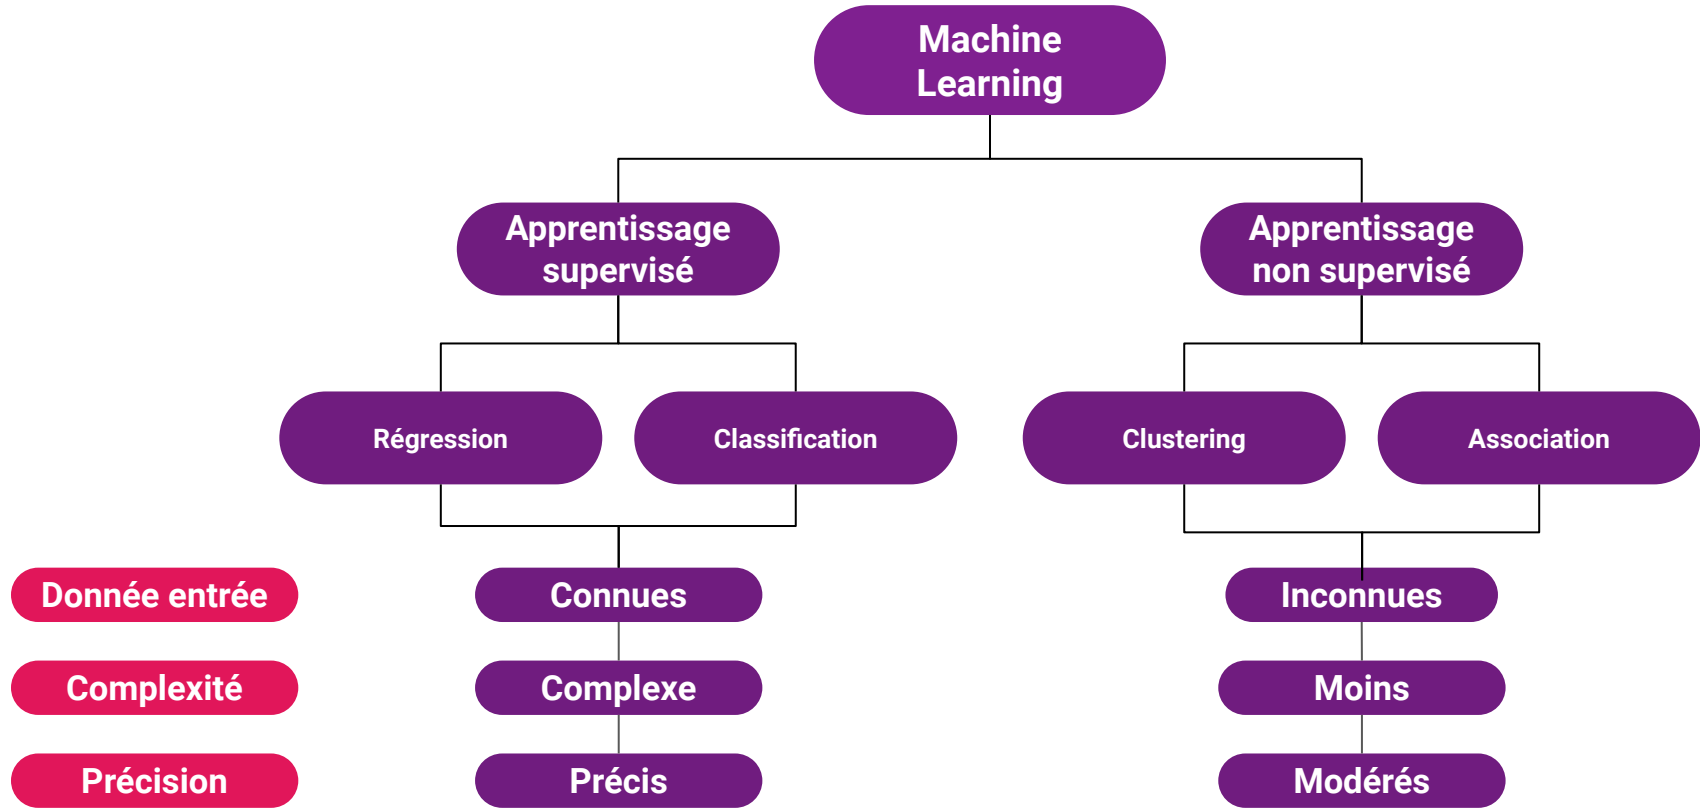 Machine
Learning
Apprentissage
supervisé
Apprentissage
non supervisé
Régression
Classification
Clustering
Association
Donnée entrée
Connues
Inconnues
Complexité
Complexe
Moins
Précision
Précis
Modérés